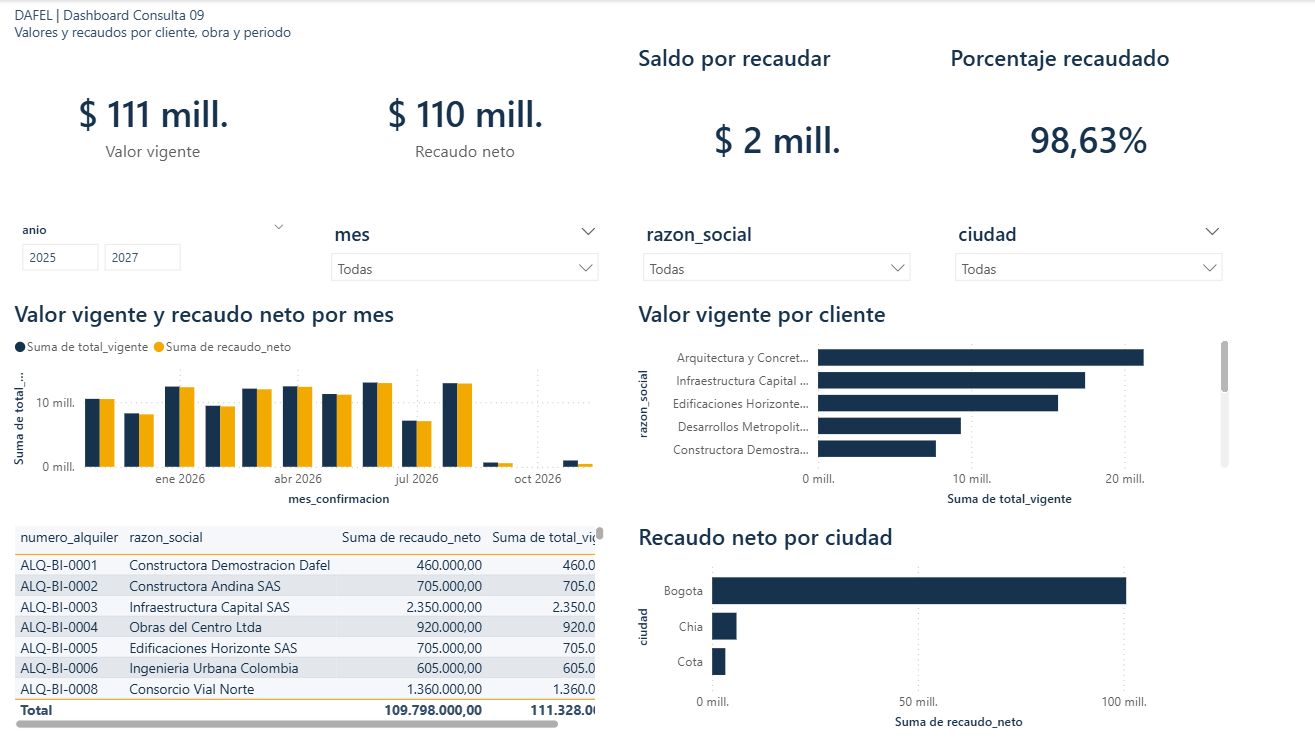 DAFEL | Dashboard Consulta 09
Valores y recaudos por cliente, obra y periodo
$ 111 mill.
Valor vigente
$ 110 mill.
Recaudo neto
Saldo por recaudar
$ 2 mill.
Porcentaje recaudado
98,63%
anio
2025 2027
mes
Todas
razon_social
Todas
ciudad
Todas
Valor vigente y recaudo neto por mes
Suma de total_vigente Suma de recaudo_neto
Suma de total_...
10 mill.
0 mill.
ene 2026 abr 2026 jul 2026 oct 2026
mes_confirmacion
Valor vigente por cliente
razon_social
Arquitectura y Concret...
Infraestructura Capital ...
Edificaciones Horizonte...
Desarrollos Metropolit...
Constructora Demostra...
0 mill. 10 mill. 20 mill.
Suma de total_vigente
numero_alquiler razon_social Suma de recaudo_neto Suma de total_vig
ALQ-BI-0001 Constructora Demostracion Dafel 460.000,00 460.0
ALQ-BI-0002 Constructora Andina SAS 705.000,00 705.0
ALQ-BI-0003 Infraestructura Capital SAS 2.350.000,00 2.350.0
ALQ-BI-0004 Obras del Centro Ltda 920.000,00 920.0
ALQ-BI-0005 Edificaciones Horizonte SAS 705.000,00 705.0
ALQ-BI-0006 Ingenieria Urbana Colombia 605.000,00 605.0
ALQ-BI-0008 Consorcio Vial Norte 1.360.000,00 1.360.0
Total 109.798.000,00 111.328.0
Recaudo neto por ciudad
ciudad
Bogota
Chia
Cota
0 mill. 50 mill. 100 mill.
Suma de recaudo_neto